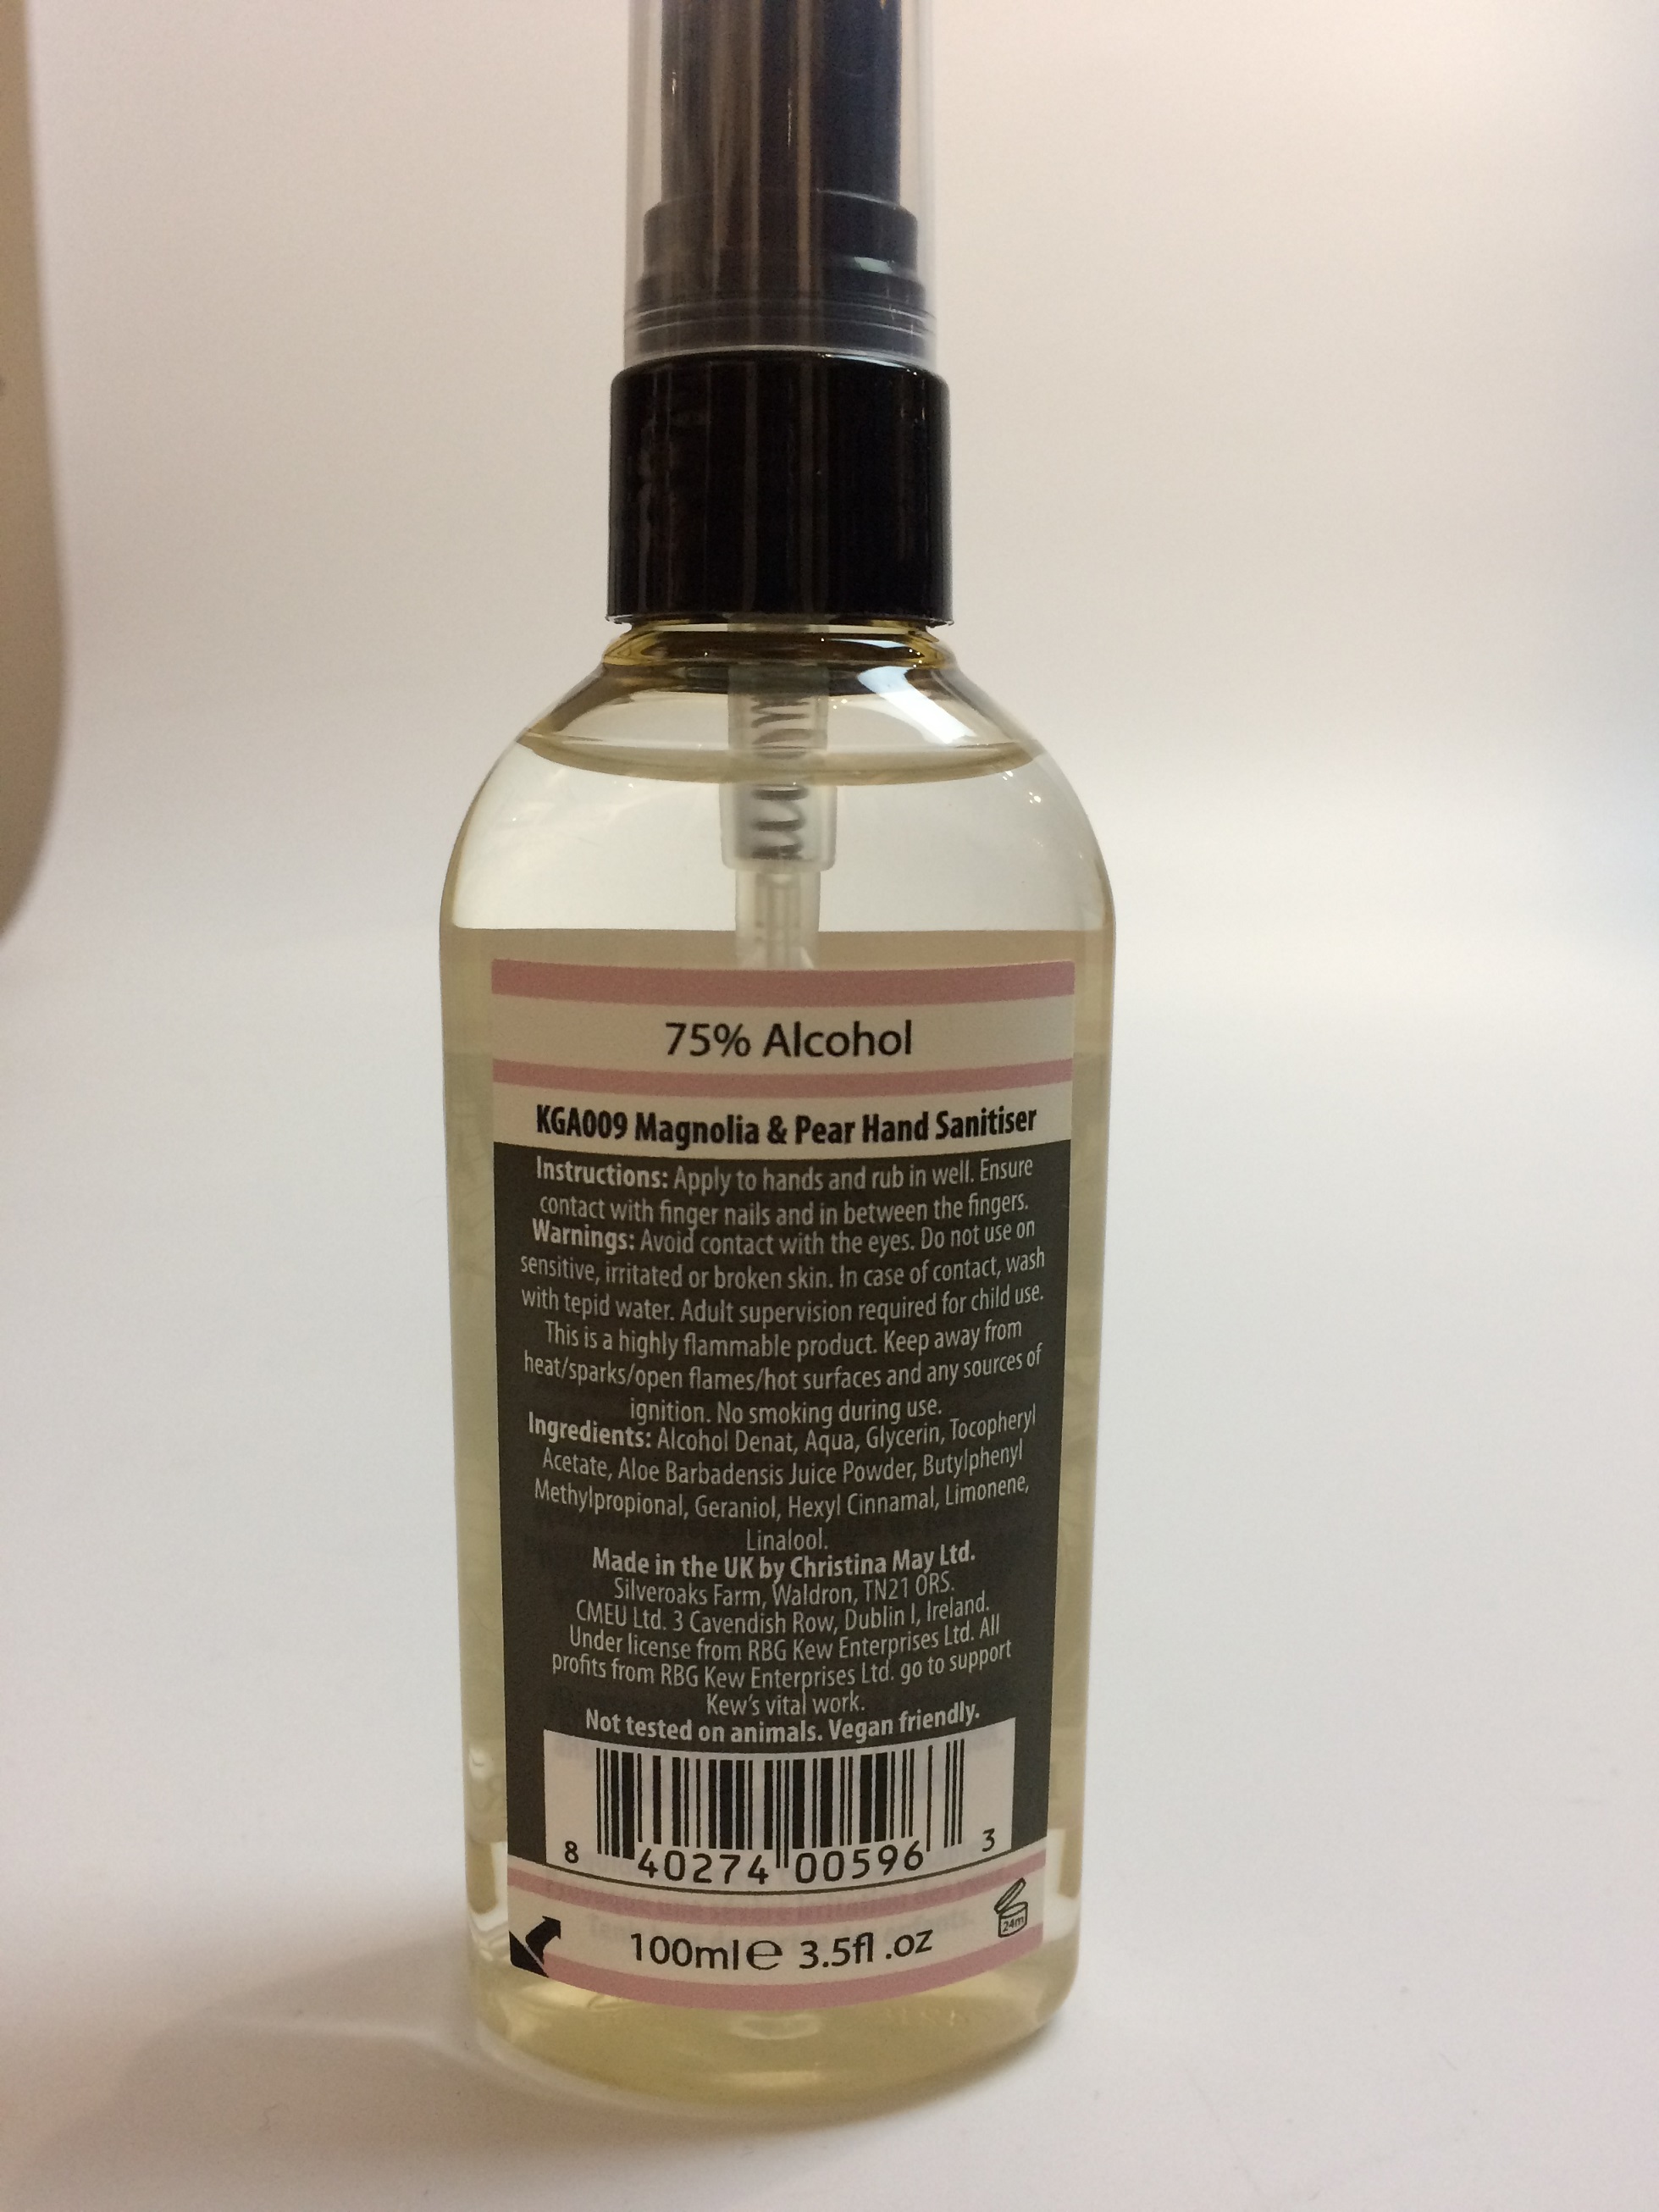 75% Alcohol
KGA009 Magnolia & Pear Hand Sanitiser
Instructions: Apply to hands and rub in well. Ensure
contact with finger nails and in between the fingers.
Warnings: Avoid contact with the eyes. Do not use on
sensitive, irritated or broken skin. In case of contact, wash
with tepid water. Adult supervision required for child use.
This is a highly flammable product. Keep away from
heat/sparks/open flames/hot surfaces and any sources of
ignition. No smoking during use.
Ingredients: Alcohol Denat, Aqua, Glycerin, Tocopheryl
Acetate, Aloe Barbadensis Juice Powder, Butylphenyl
Methylpropional, Geraniol, Hexyl Cinnamal, Limonene,
Linalool.
Made in the UK by Christina May Ltd.
Silveroaks Farm, Waldron, TN21 0RS.
CMEU Ltd. 3 Cavendish Row, Dublin I, Ireland.
Under license from RBG Kew Enterprises Ltd. All
profits from RBG Kew Enterprises Ltd. go to support
Kew's vital work.
Not tested on animals. Vegan friendly.
8 40274 00596 3
24m
100ml℮ 3.5fl .oz